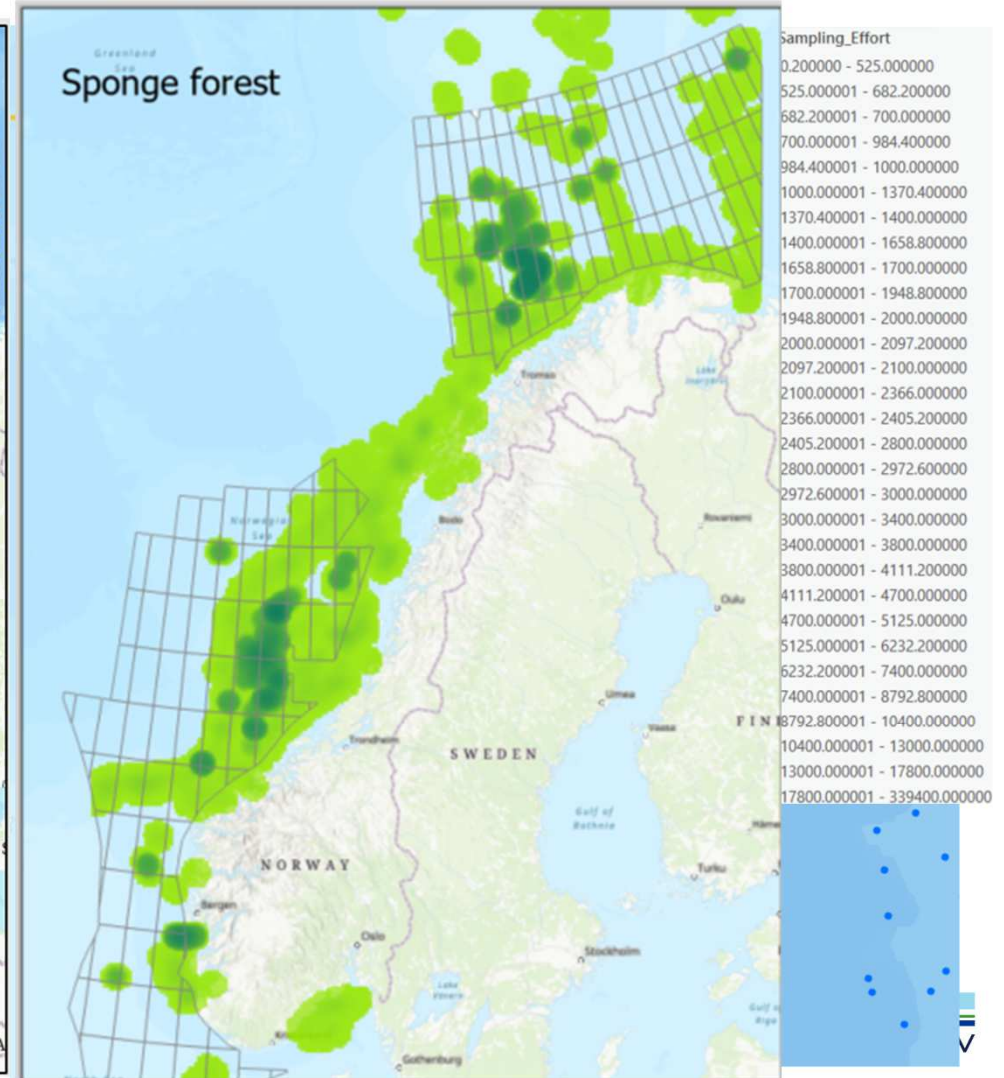 Greenland
Sea
Sponge forest
Tromsø
Bodo
Norwegian
Sea
Rovaniemi
Oulu
Umea
Vaasa
Trondheim
SWEDEN
FIN
Gulf of
Bothnia
NORWAY
Turku
Bergen
Oslo
Stockholm
Lake
Vänern
Gulf of
Riga
Gothenburg
Sampling_Effort
0.200000 - 525.000000
525.000001 - 682.200000
682.200001 - 700.000000
700.000001 - 984.400000
984.400001 - 1000.000000
1000.000001 - 1370.400000
1370.400001 - 1400.000000
1400.000001 - 1658.800000
1658.800001 - 1700.000000
1700.000001 - 1948.800000
1948.800001 - 2000.000000
2000.000001 - 2097.200000
2097.200001 - 2100.000000
2100.000001 - 2366.000000
2366.000001 - 2405.200000
2405.200001 - 2800.000000
2800.000001 - 2972.600000
2972.600001 - 3000.000000
3000.000001 - 3400.000000
3400.000001 - 3800.000000
3800.000001 - 4111.200000
4111.200001 - 4700.000000
4700.000001 - 5125.000000
5125.000001 - 6232.200000
6232.200001 - 7400.000000
7400.000001 - 8792.800000
8792.800001 - 10400.000000
10400.000001 - 13000.000000
13000.000001 - 17800.000000
17800.000001 - 339400.000000
V